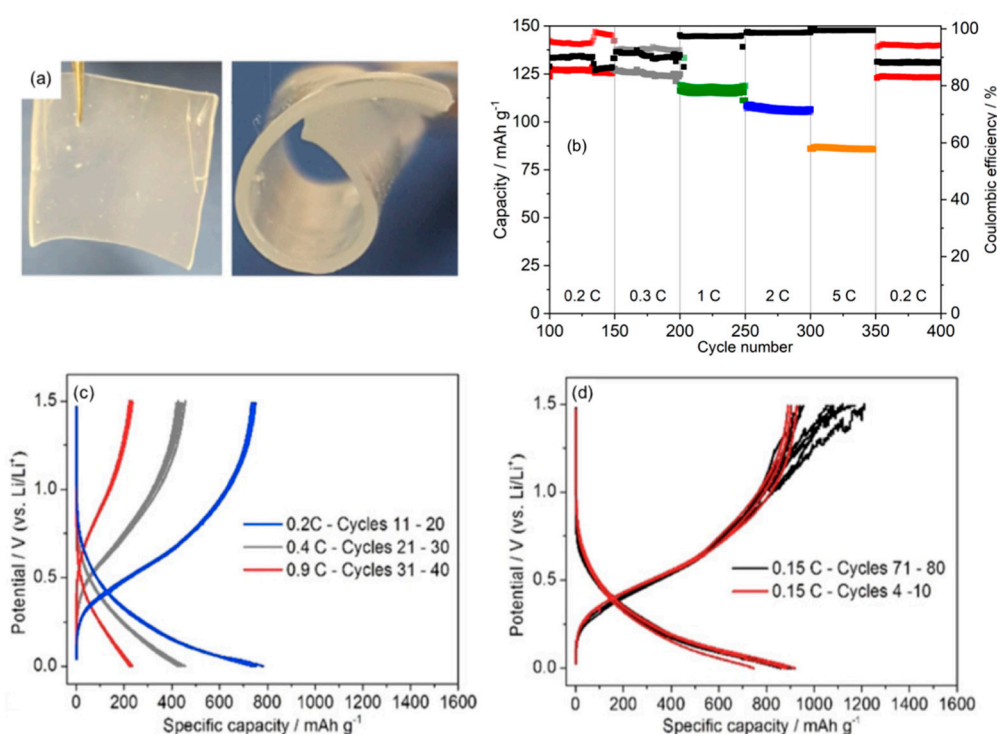 (a)
(b)
Capacity / mAh g⁻¹
150
125
100
75
50
25
0
Coulombic efficiency / %
100
80
60
40
20
0
0.2 C
0.3 C
1 C
2 C
5 C
0.2 C
100
150
200
250
300
350
400
Cycle number
(c)
Potential / V (vs. Li/Li⁺)
1.5
1.0
0.5
0.0
0.2C - Cycles 11 - 20
0.4 C - Cycles 21 - 30
0.9 C - Cycles 31 - 40
0 200 400 600 800 1000 1200 1400 1600
Specific capacity / mAh g⁻¹
(d)
Potential / V (vs. Li/Li⁺)
1.5
1.0
0.5
0.0
0.15 C - Cycles 71 - 80
0.15 C - Cycles 4 -10
0 200 400 600 800 1000 1200 1400 1600
Specific capacity / mAh g⁻¹